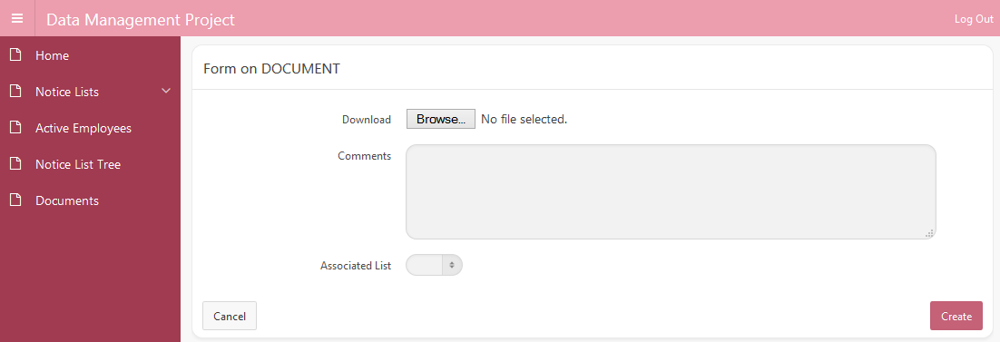 Data Management Project
Log Out
Home
Notice Lists
Active Employees
Notice List Tree
Documents
Form on DOCUMENT
Download Browse... No file selected.
Comments
Associated List
Cancel
Create